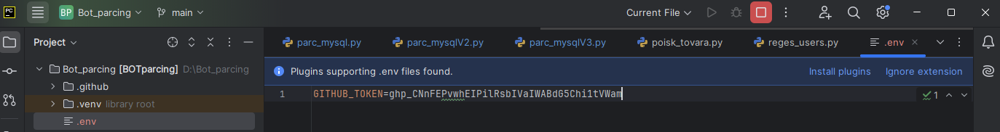 PC
BP Bot_parcing main Current File
Project
parc_mysql.py parc_mysqlV2.py parc_mysqlV3.py poisk_tovara.py reges_users.py .env
Bot_parcing [BOTparcing] D:\Bot_parcing
.github
.venv library root
.env
Plugins supporting .env files found. Install plugins Ignore extension
1 GITHUB_TOKEN=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 1